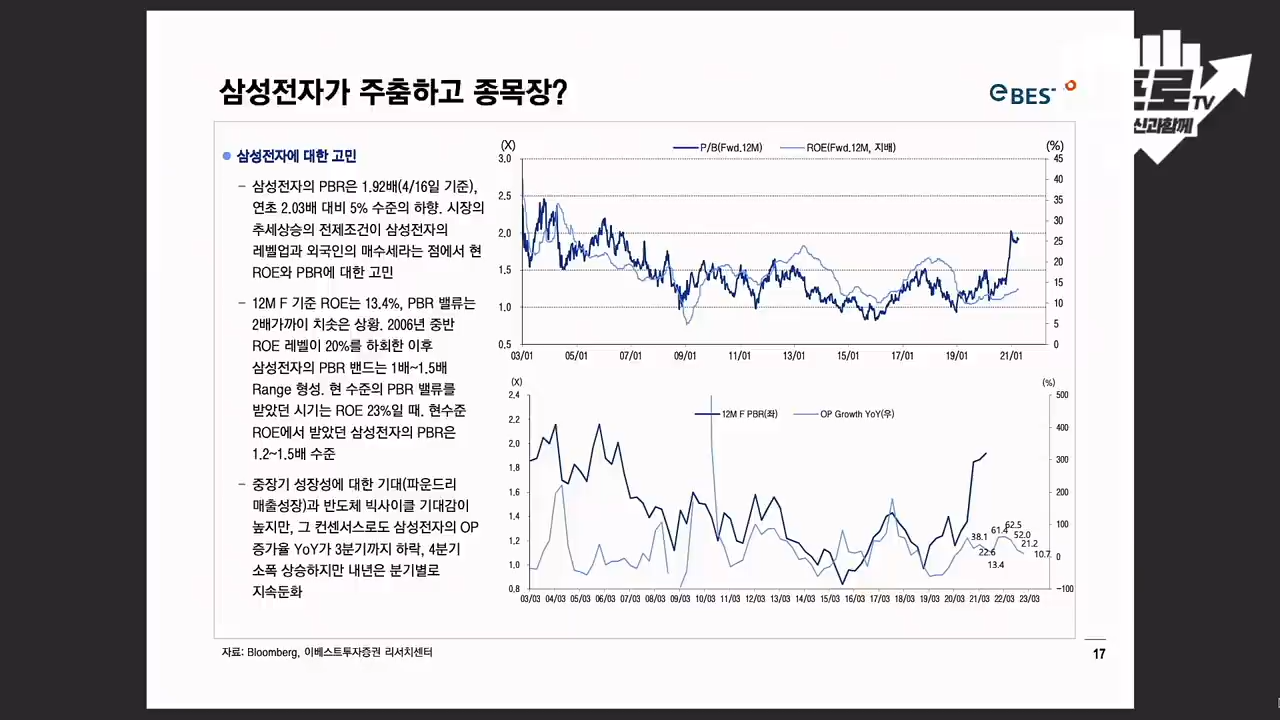 삼성전자가 주춤하고 종목장?
eBEST
프로
TV
신과함께
삼성전자에 대한 고민
– 삼성전자의 PBR은 1.92배(4/16일 기준),
연초 2.03배 대비 5% 수준의 하향. 시장의
추세상승의 전제조건이 삼성전자의
레벨업과 외국인의 매수세라는 점에서 현
ROE와 PBR에 대한 고민
– 12M F 기준 ROE는 13.4%, PBR 밸류는
2배가까이 치솟은 상황. 2006년 중반
ROE 레벨이 20%를 하회한 이후
삼성전자의 PBR 밴드는 1배~1.5배
Range 형성. 현 수준의 PBR 밸류를
받았던 시기는 ROE 23%일 때. 현수준
ROE에서 받았던 삼성전자의 PBR은
1.2~1.5배 수준
– 중장기 성장성에 대한 기대(파운드리
매출성장)과 반도체 빅사이클 기대감이
높지만, 그 컨센서스로도 삼성전자의 OP
증가율 YoY가 3분기까지 하락, 4분기
소폭 상승하지만 내년은 분기별로
지속둔화
(X)
P/B(Fwd.12M) ROE(Fwd.12M, 지배)
(%)
3,0
2,5
2,0
1,5
1,0
0,5
45
40
35
30
25
20
15
10
5
0
03/01 05/01 07/01 09/01 11/01 13/01 15/01 17/01 19/01 21/01
(X)
(%)
12M F PBR(좌) OP Growth YoY(우)
2,4
2,2
2,0
1,8
1,6
1,4
1,2
1,0
0,8
500
400
300
200
100
0
-100
38.1
22.6
13.4
61.4
62.5
52.0
21.2
10.7
03/03 04/03 05/03 06/03 07/03 08/03 09/03 10/03 11/03 12/03 13/03 14/03 15/03 16/03 17/03 18/03 19/03 20/03 21/03 22/03 23/03
자료: Bloomberg, 이베스트투자증권 리서치센터
17